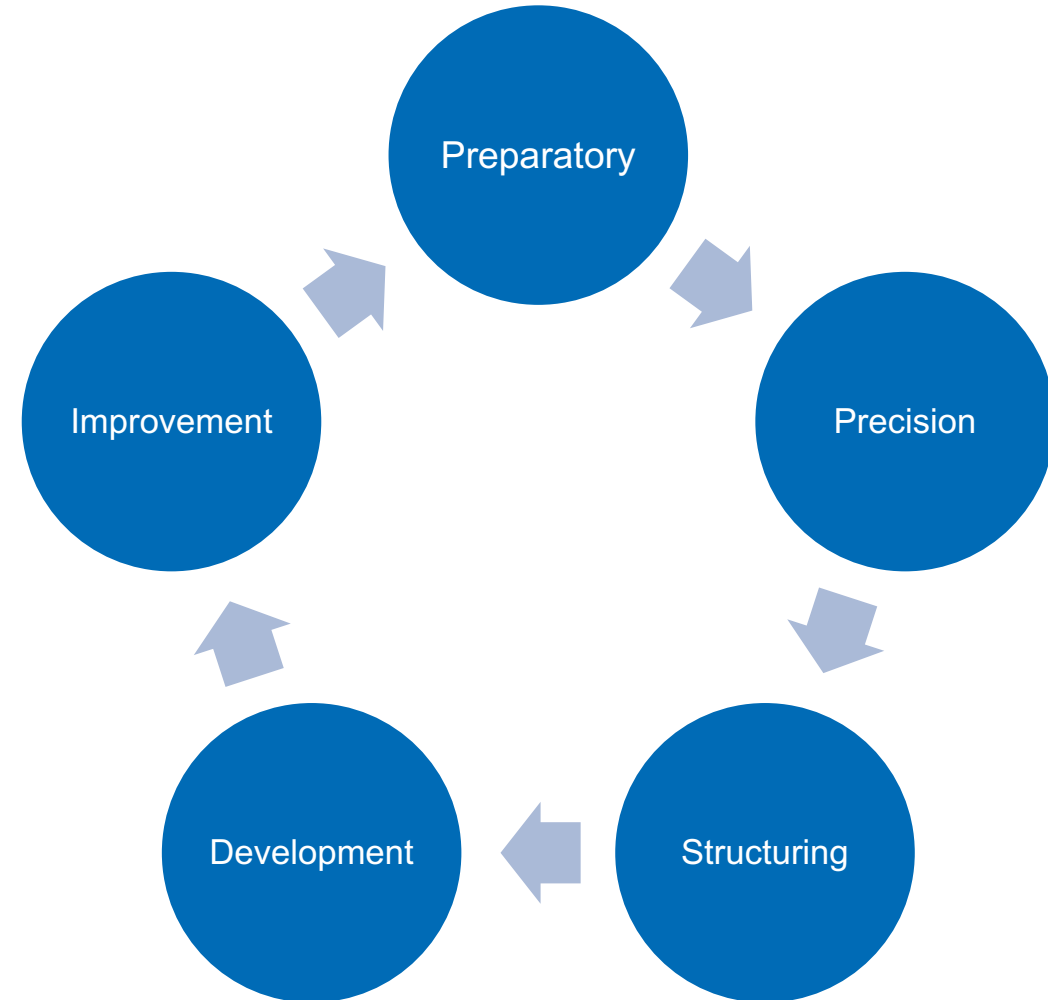 Preparatory
Precision
Structuring
Development
Improvement